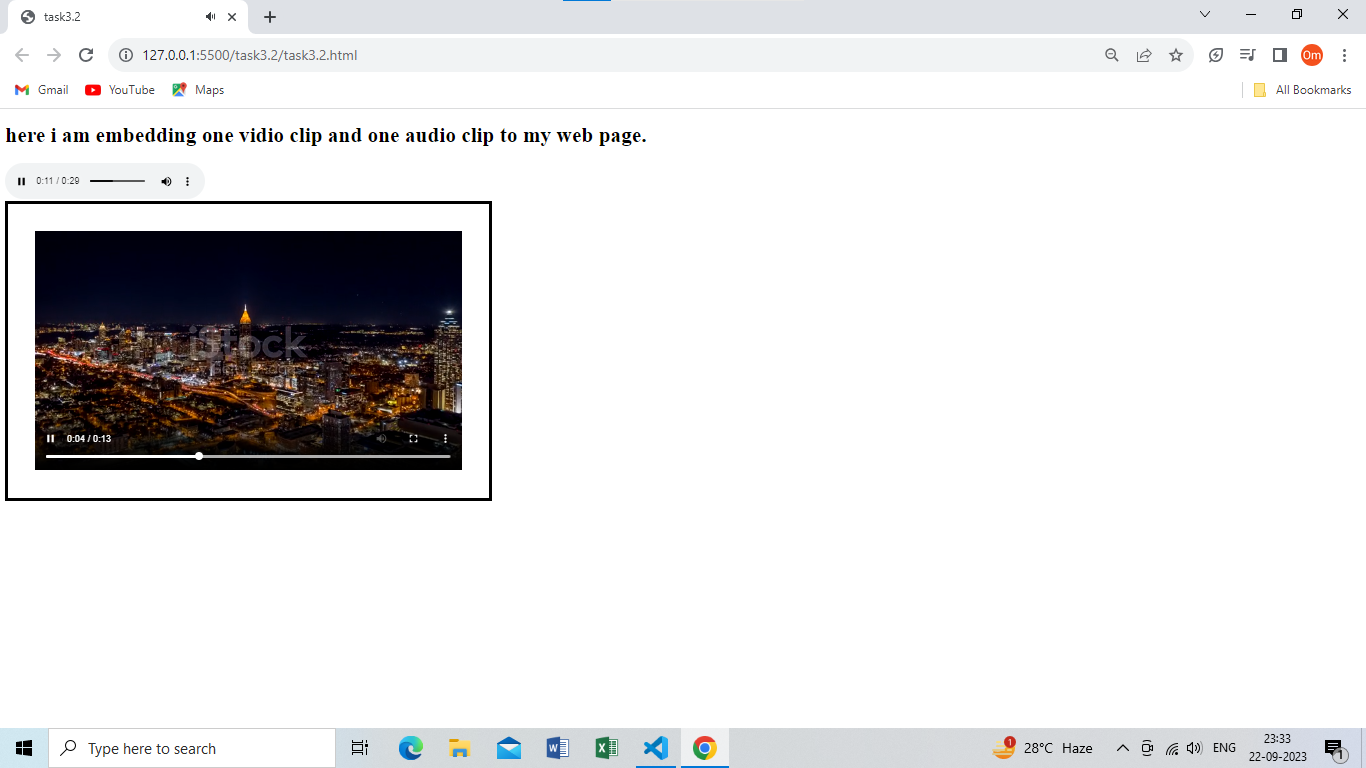 task3.2
127.0.0.1:5500/task3.2/task3.2.html
Om
Gmail YouTube Maps All Bookmarks
here i am embedding one vidio clip and one audio clip to my web page.
0:11 / 0:29
iStock
0:04 / 0:13
Type here to search
1 28°C Haze ENG
23:33
22-09-2023
1